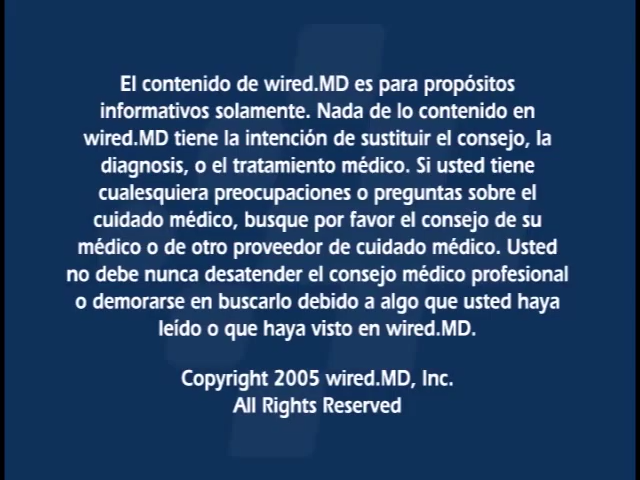 El contenido de wired.MD es para propósitos
informativos solamente. Nada de lo contenido en
wired.MD tiene la intención de sustituir el consejo, la
diagnosis, o el tratamiento médico. Si usted tiene
cualesquiera preocupaciones o preguntas sobre el
cuidado médico, busque por favor el consejo de su
médico o de otro proveedor de cuidado médico. Usted
no debe nunca desatender el consejo médico profesional
o demorarse en buscarlo debido a algo que usted haya
leído o que haya visto en wired.MD.
Copyright 2005 wired.MD, Inc.
All Rights Reserved